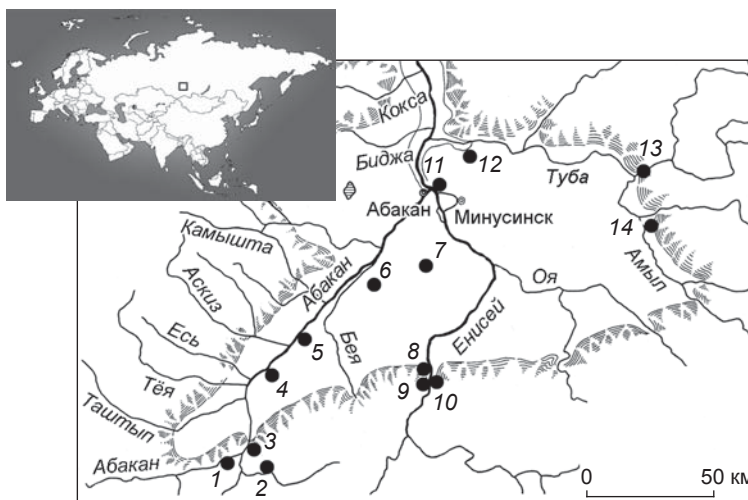 Кокса
Биджа
11
12
13
Туба
Абакан
Минусинск
14
Камышта
Абакан
7
Амыл
Аскиз
6
Оя
Есь
5
Бея
Енисей
8
Тёя
4
9
10
Таштып
3
Абакан
1
2
0
50 км